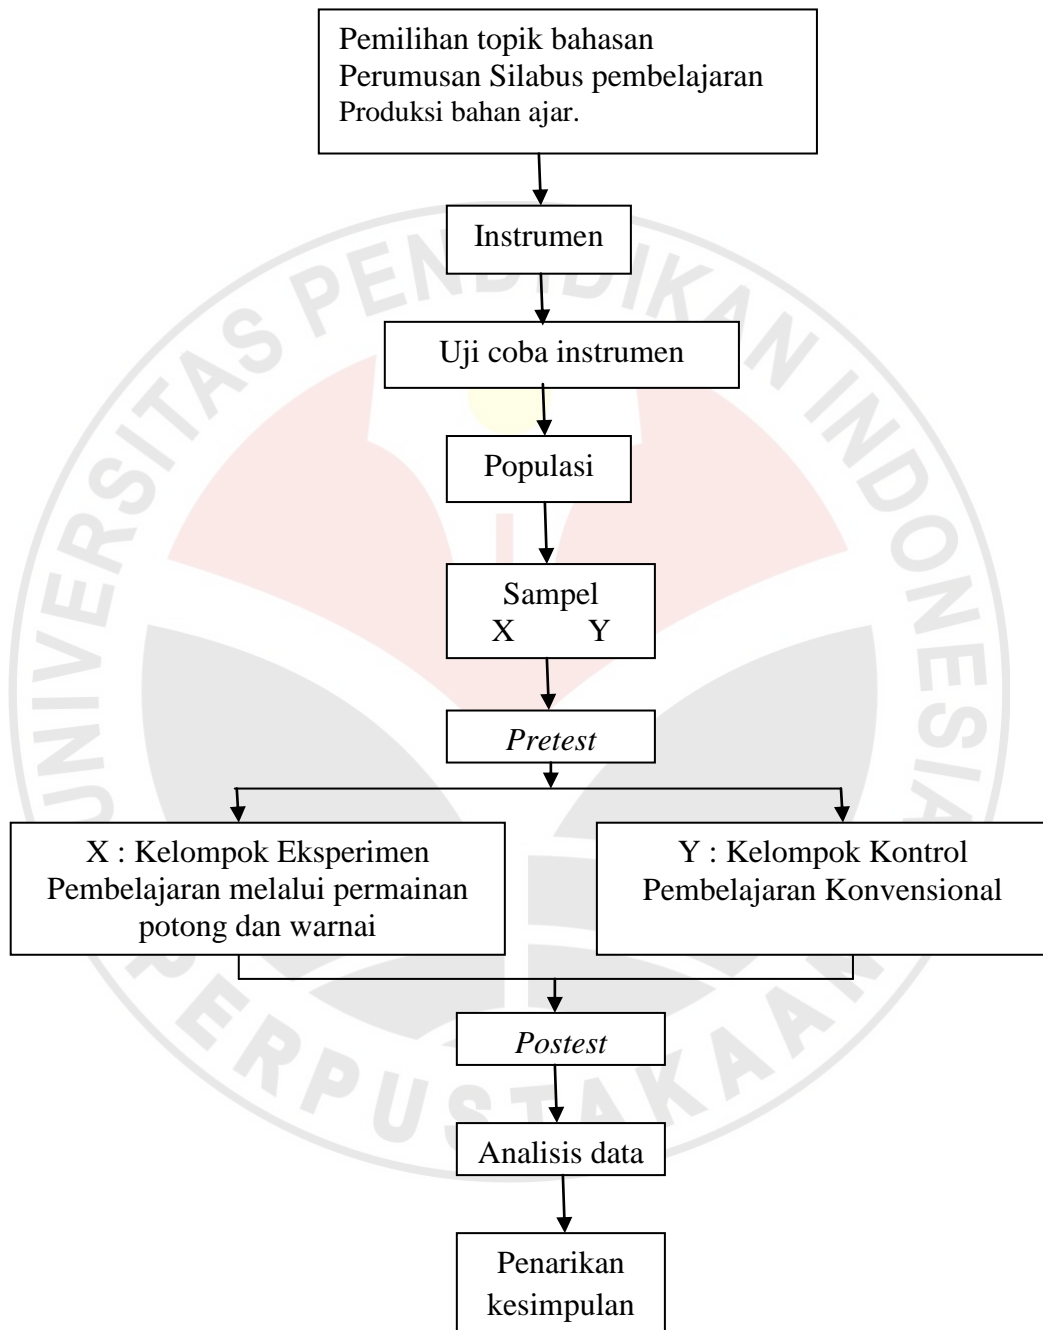 Pemilihan topik bahasan
Perumusan Silabus pembelajaran
Produksi bahan ajar.
Instrumen
Uji coba instrumen
Populasi
Sampel
X Y
Pretest
X : Kelompok Eksperimen
Pembelajaran melalui permainan
potong dan warnai
Y : Kelompok Kontrol
Pembelajaran Konvensional
Postest
Analisis data
Penarikan
kesimpulan
UNIVERSITAS PENDIDIKAN INDONESIA
PERPUSTAKAAN